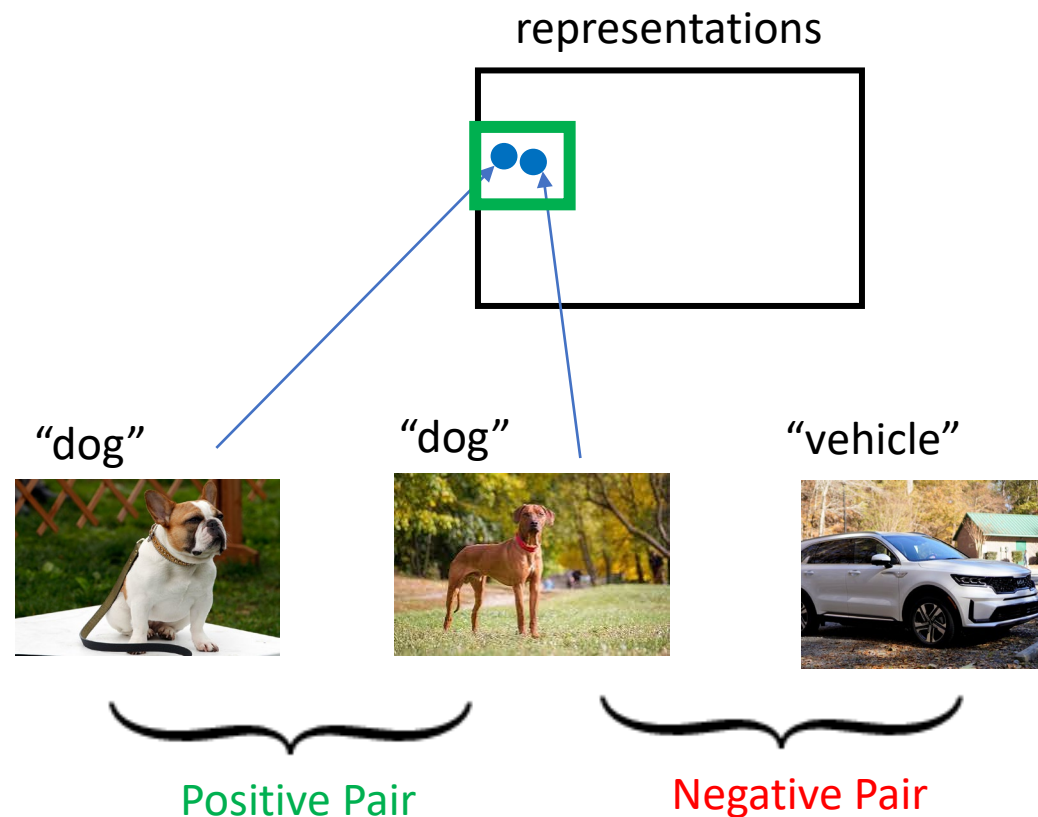 representations
“dog”
“dog”
“vehicle”
Positive Pair
Negative Pair